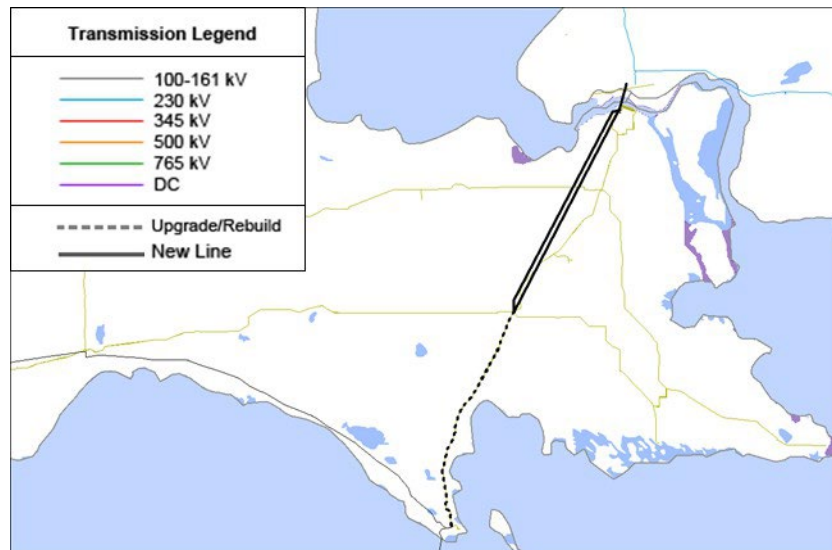 Transmission Legend
100-161 kV
230 kV
345 kV
500 kV
765 kV
DC
Upgrade/Rebuild
New Line